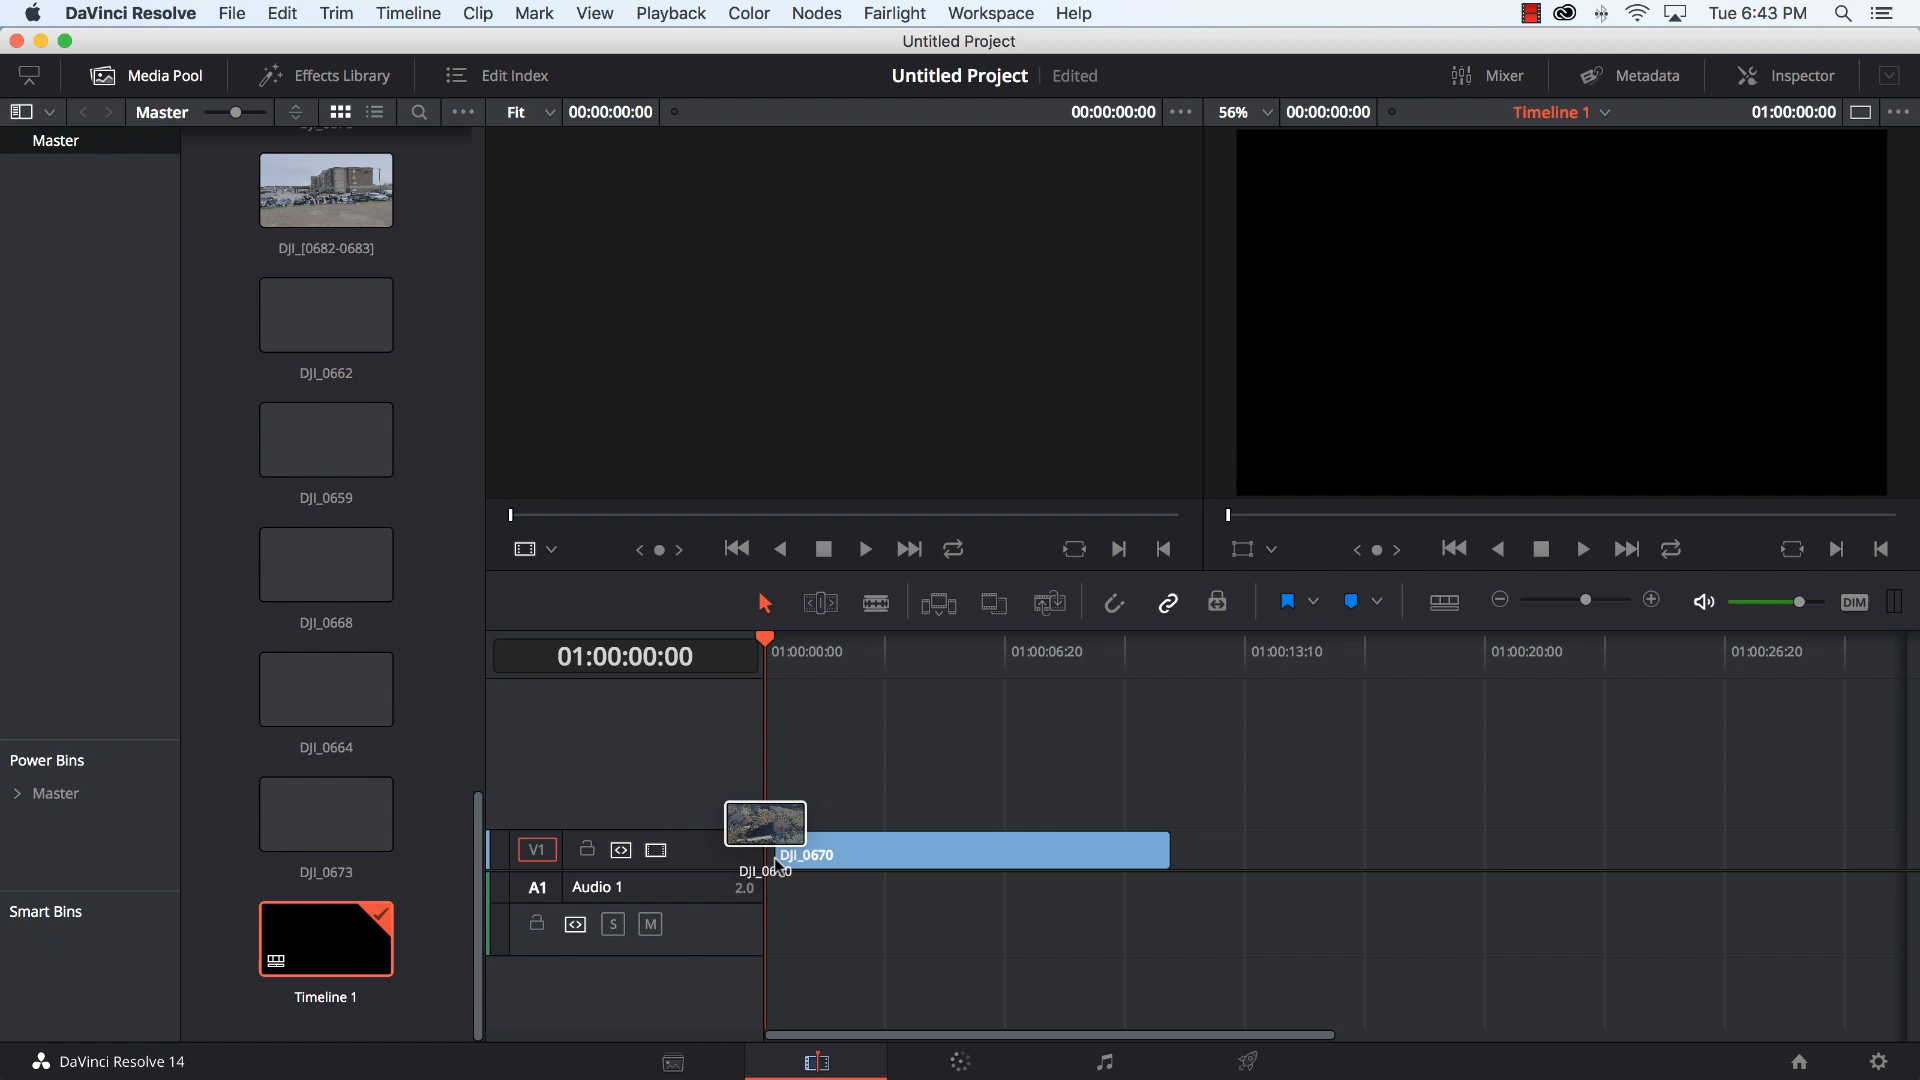 DaVinci Resolve File Edit Trim Timeline Clip Mark View Playback Color Nodes Fairlight Workspace Help Tue 6:43 PM
Untitled Project
Media Pool Effects Library Edit Index Untitled Project Edited Mixer Metadata Inspector
Master Fit 00:00:00:00 00:00:00:00 56% 00:00:00:00 Timeline 1 01:00:00:00
Master
DJI_[0682-0683]
DJI_0662
DJI_0659
DJI_0668
DJI_0664
DJI_0673
Timeline 1
Power Bins
Master
Smart Bins
DIM
01:00:00:00 01:00:00:00 01:00:06:20 01:00:13:10 01:00:20:00 01:00:26:20
V1 DJI_0670
A1 Audio 1 2.0
S M
DaVinci Resolve 14